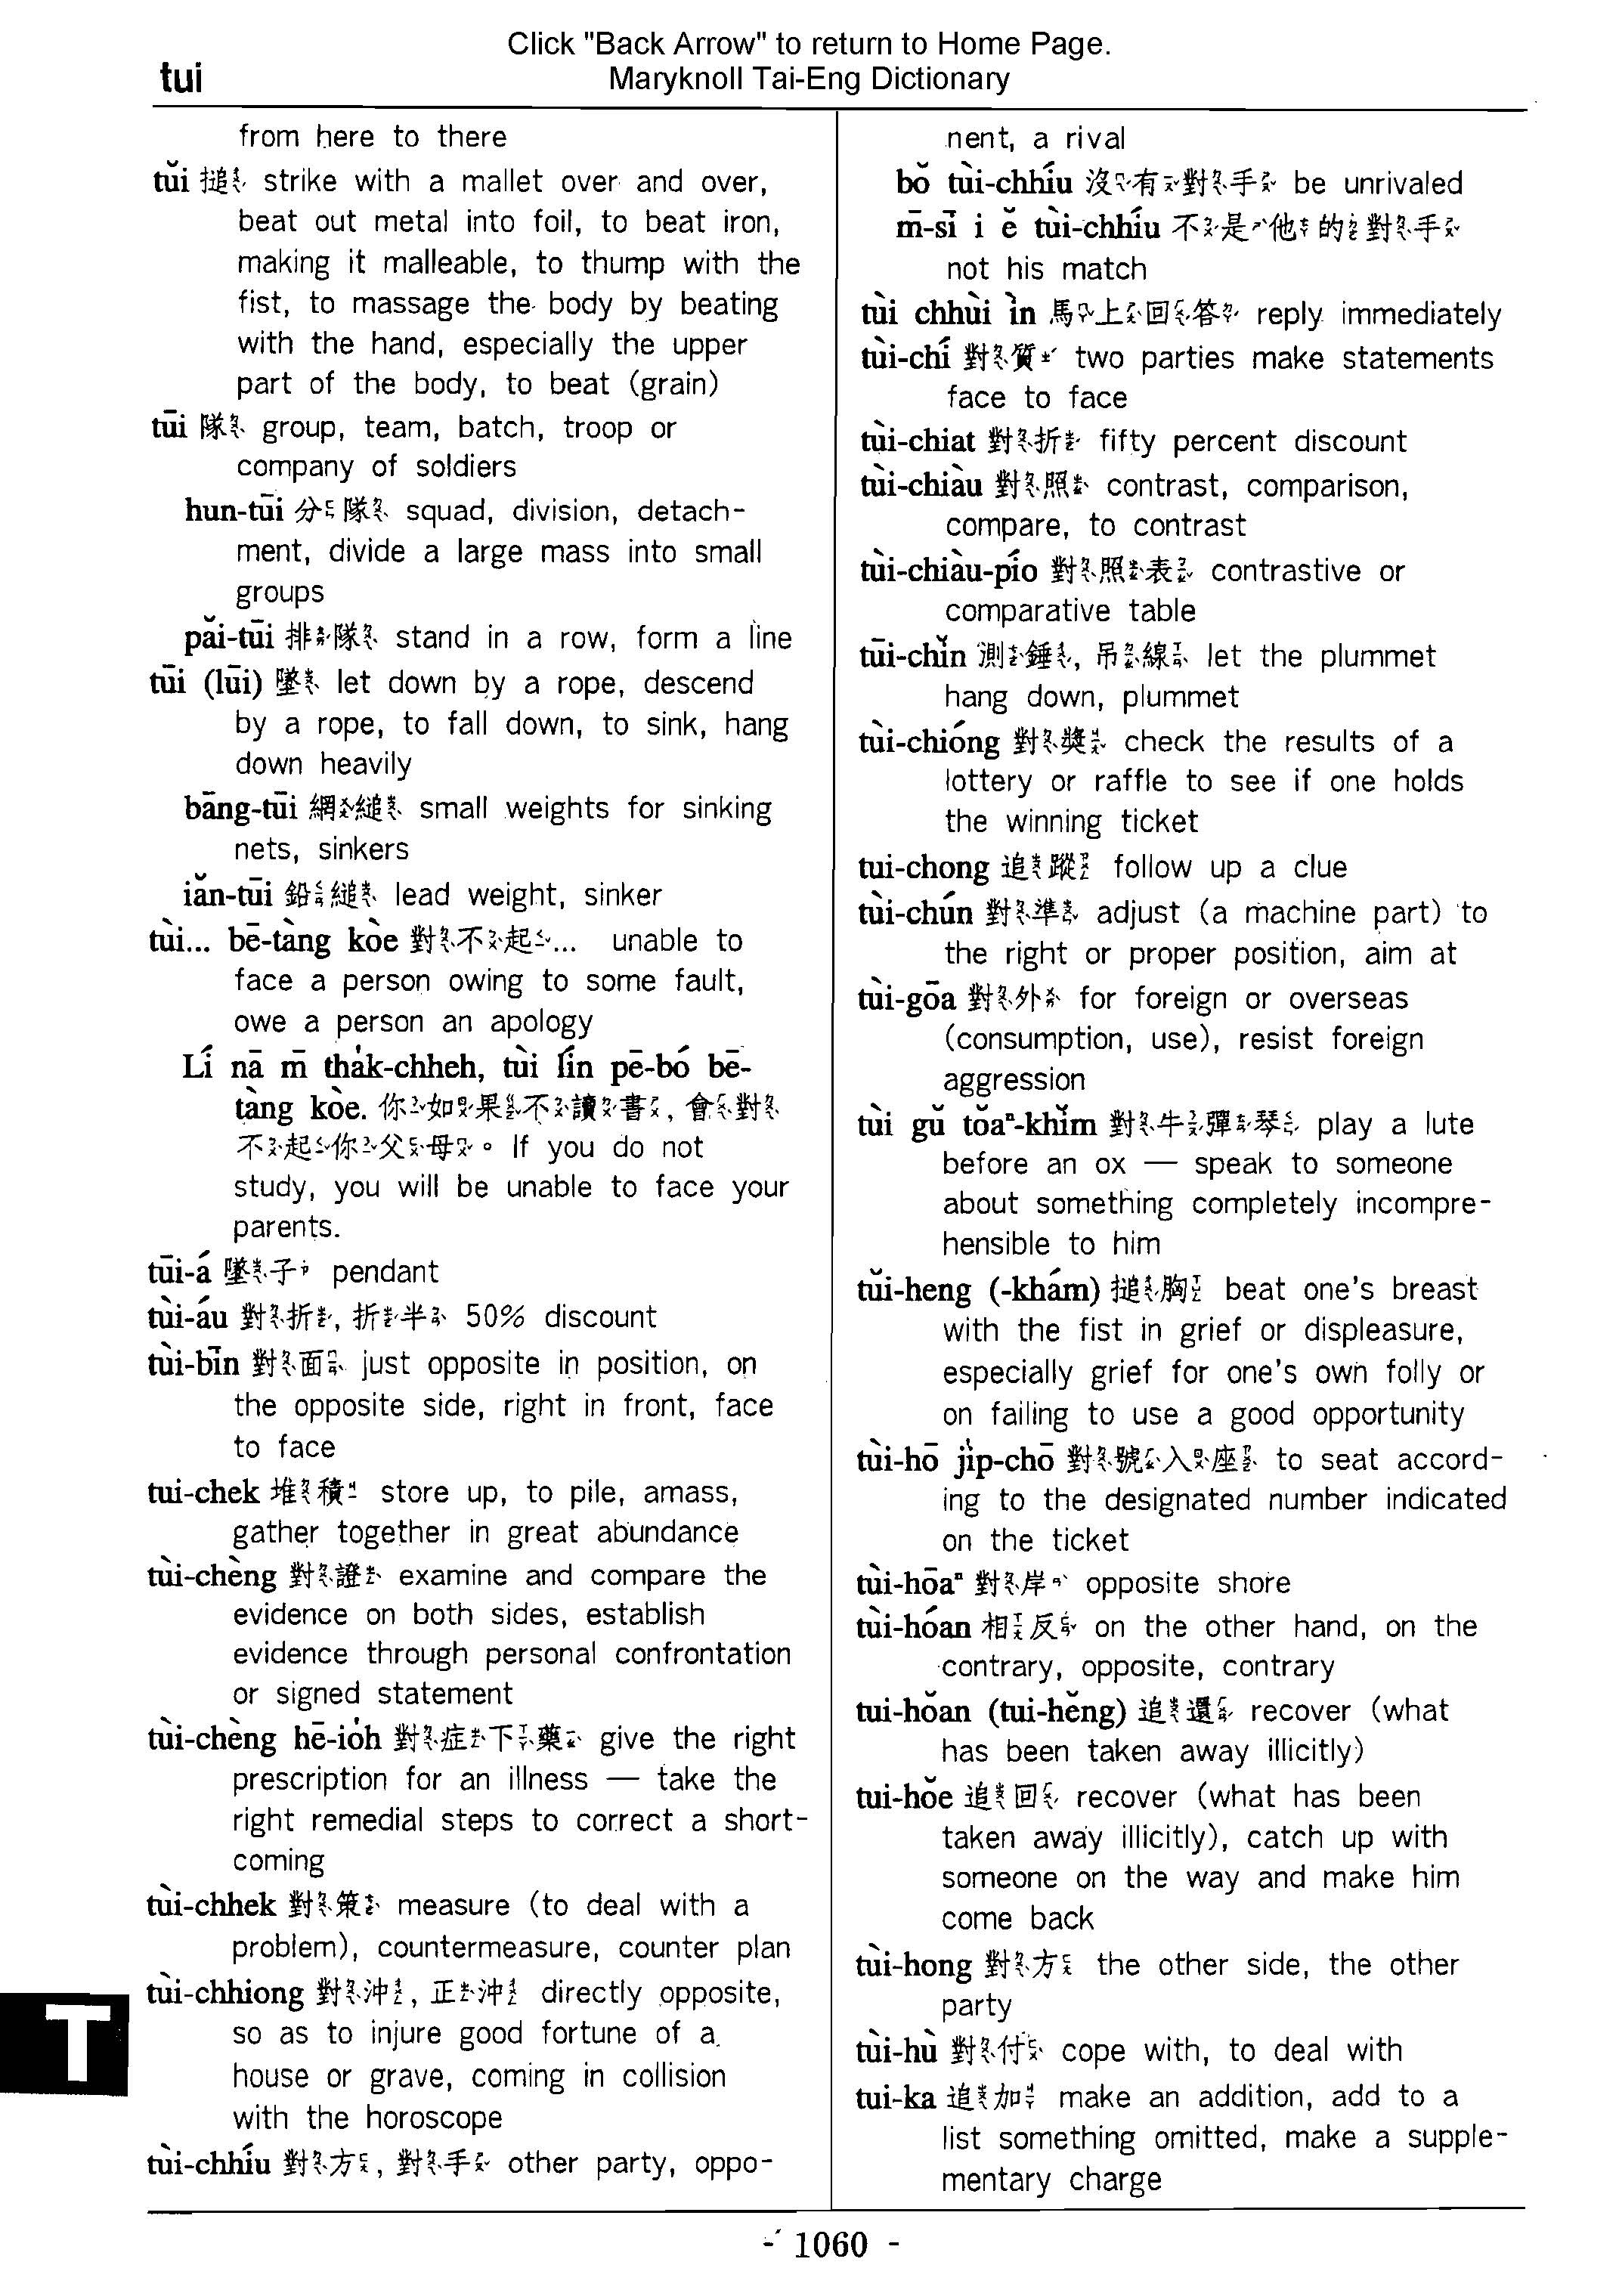 Click "Back Arrow" to return to Home Page.
tui
Maryknoll Tai-Eng Dictionary
from here to there
tŭi 搥 strike with a mallet over and over,
beat out metal into foil, to beat iron,
making it malleable, to thump with the
fist, to massage the body by beating
with the hand, especially the upper
part of the body, to beat (grain)
tūi 隊 group, team, batch, troop or
company of soldiers
hun-tūi 分隊 squad, division, detach-
ment, divide a large mass into small
groups
păi-tūi 排隊 stand in a row, form a line
tūi (lūi) 墜 let down by a rope, descend
by a rope, to fall down, to sink, hang
down heavily
bāng-tūi 網縋 small weights for sinking
nets, sinkers
iăn-tūi 鉛縋 lead weight, sinker
tùi... bē-tàng kòe 對不起... unable to
face a person owing to some fault,
owe a person an apology
Lí nā m̄ tha̍k-chheh, tùi lín pē-bó bē-
tàng kòe. 你如果不讀書, 會對
不起你父母。 If you do not
study, you will be unable to face your
parents.
tūi-á 墜子 pendant
tùi-áu 對折, 折半 50% discount
tùi-bīn 對面 just opposite in position, on
the opposite side, right in front, face
to face
tui-chek 堆積 store up, to pile, amass,
gather together in great abundance
tùi-chèng 對證 examine and compare the
evidence on both sides, establish
evidence through personal confrontation
or signed statement
tùi-chèng hē-io̍h 對症下藥 give the right
prescription for an illness — take the
right remedial steps to correct a short-
coming
tùi-chhek 對策 measure (to deal with a
problem), countermeasure, counter plan
tùi-chhiong 對沖, 正沖 directly opposite,
so as to injure good fortune of a
house or grave, coming in collision
with the horoscope
tùi-chhíu 對方, 對手 other party, oppo-
nent, a rival
bŏ tùi-chhíu 沒有對手 be unrivaled
m̄-sī i ĕ tùi-chhíu 不是他的對手
not his match
tùi chhùi ìn 馬上回答 reply immediately
tùi-chí 對質 two parties make statements
face to face
tùi-chiat 對折 fifty percent discount
tùi-chiàu 對照 contrast, comparison,
compare, to contrast
tùi-chiàu-pío 對照表 contrastive or
comparative table
tūi-chĭn 測錘, 吊線 let the plummet
hang down, plummet
tùi-chióng 對獎 check the results of a
lottery or raffle to see if one holds
the winning ticket
tui-chong 追蹤 follow up a clue
tùi-chún 對準 adjust (a machine part) to
the right or proper position, aim at
tùi-gōa 對外 for foreign or overseas
(consumption, use), resist foreign
aggression
tùi gŭ tŏaⁿ-khĭm 對牛彈琴 play a lute
before an ox — speak to someone
about something completely incompre-
hensible to him
tŭi-heng (-khám) 搥胸 beat one's breast
with the fist in grief or displeasure,
especially grief for one's own folly or
on failing to use a good opportunity
tùi-hō ji̍p-chō 對號入座 to seat accord-
ing to the designated number indicated
on the ticket
tùi-hōaⁿ 對岸 opposite shore
tùi-hóan 相反 on the other hand, on the
contrary, opposite, contrary
tui-hŏan (tui-hĕng) 追還 recover (what
has been taken away illicitly)
tui-hŏe 追回 recover (what has been
taken away illicitly), catch up with
someone on the way and make him
come back
tùi-hong 對方 the other side, the other
party
tùi-hù 對付 cope with, to deal with
tui-ka 追加 make an addition, add to a
list something omitted, make a supple-
mentary charge
T
- 1060 -